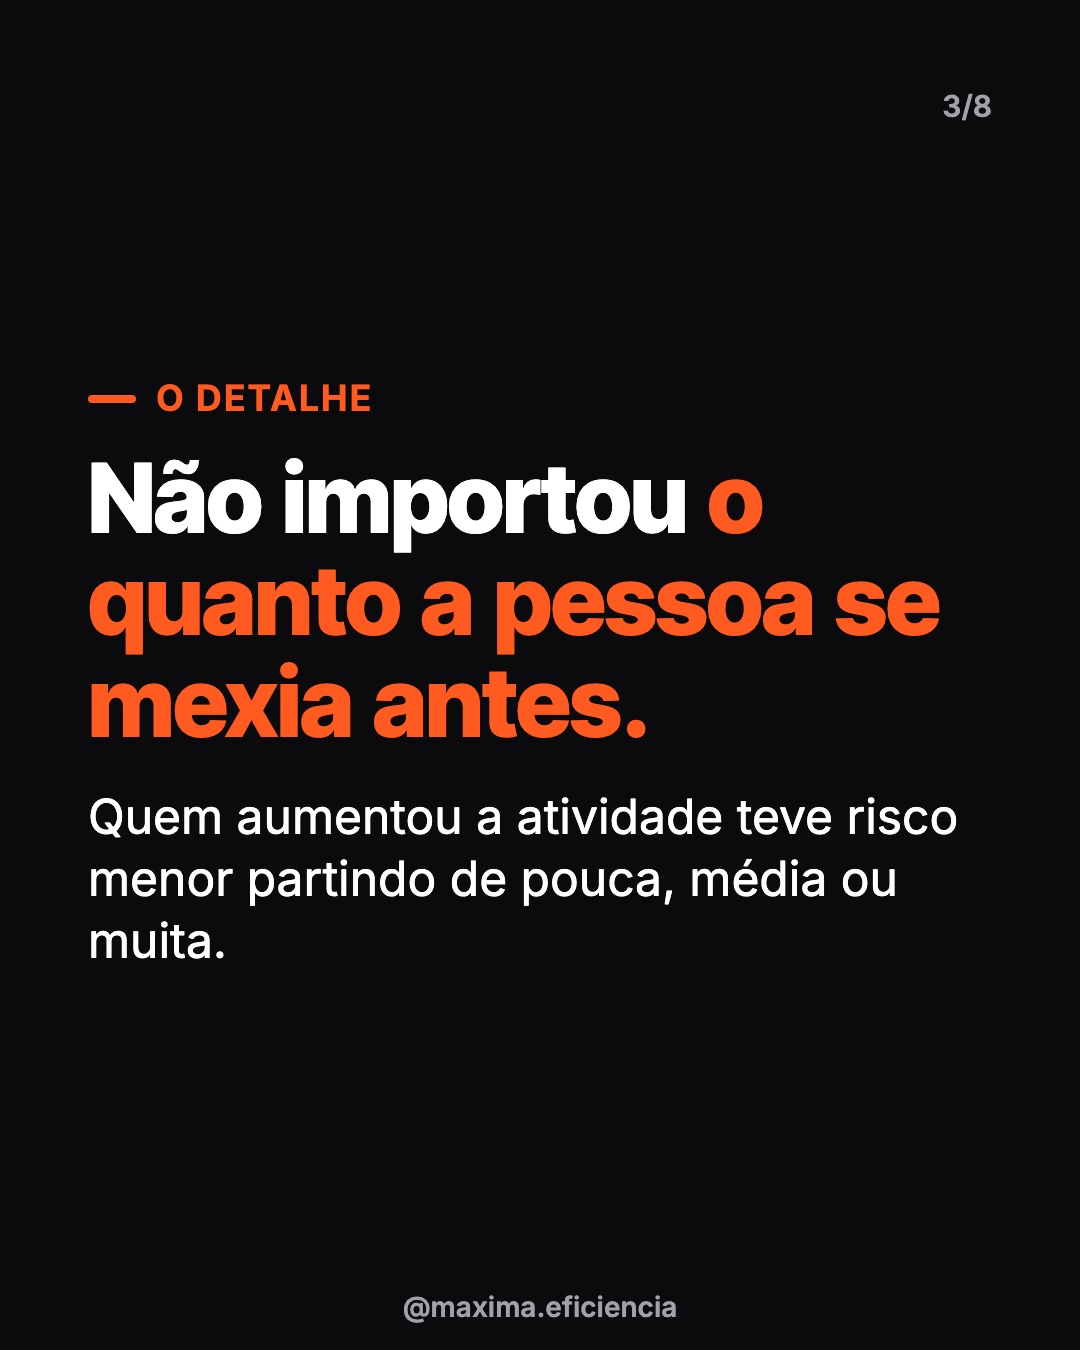 3/8
O DETALHE
Não importou o
quanto a pessoa se
mexia antes.
Quem aumentou a atividade teve risco
menor partindo de pouca, média ou
muita.
@maxima.eficiencia